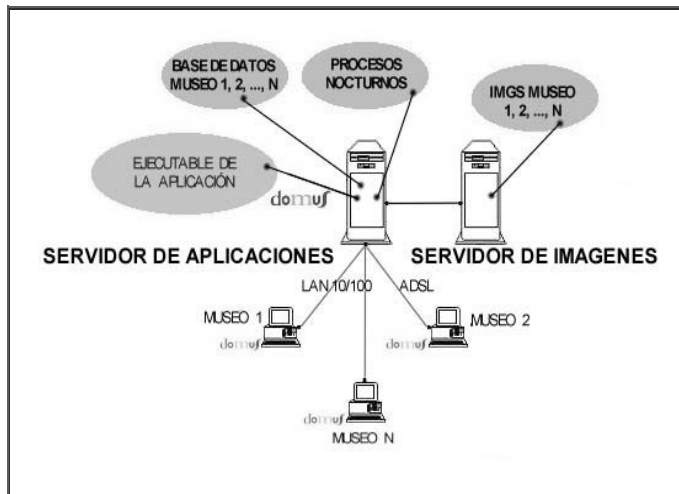 BASE DE DATOS
MUSEO 1, 2, ..., N
PROCESOS
NOCTURNOS
IMGS MUSEO
1, 2, ..., N
EJECUTABLE DE
LA APLICACIÓN
domus
SERVIDOR DE APLICACIONES
SERVIDOR DE IMAGENES
LAN 10/100
ADSL
MUSEO 1
domus
MUSEO 2
domus
domus
MUSEO N